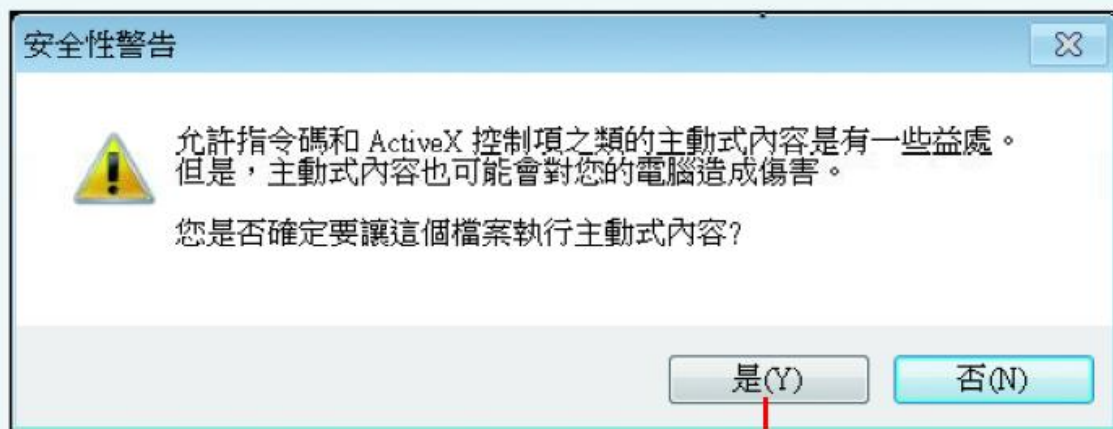 安全性警告
允許指令碼和 ActiveX 控制項之類的主動式內容是有一些益處。
但是，主動式內容也可能會對您的電腦造成傷害。
您是否確定要讓這個檔案執行主動式內容?
是(Y)
否(N)